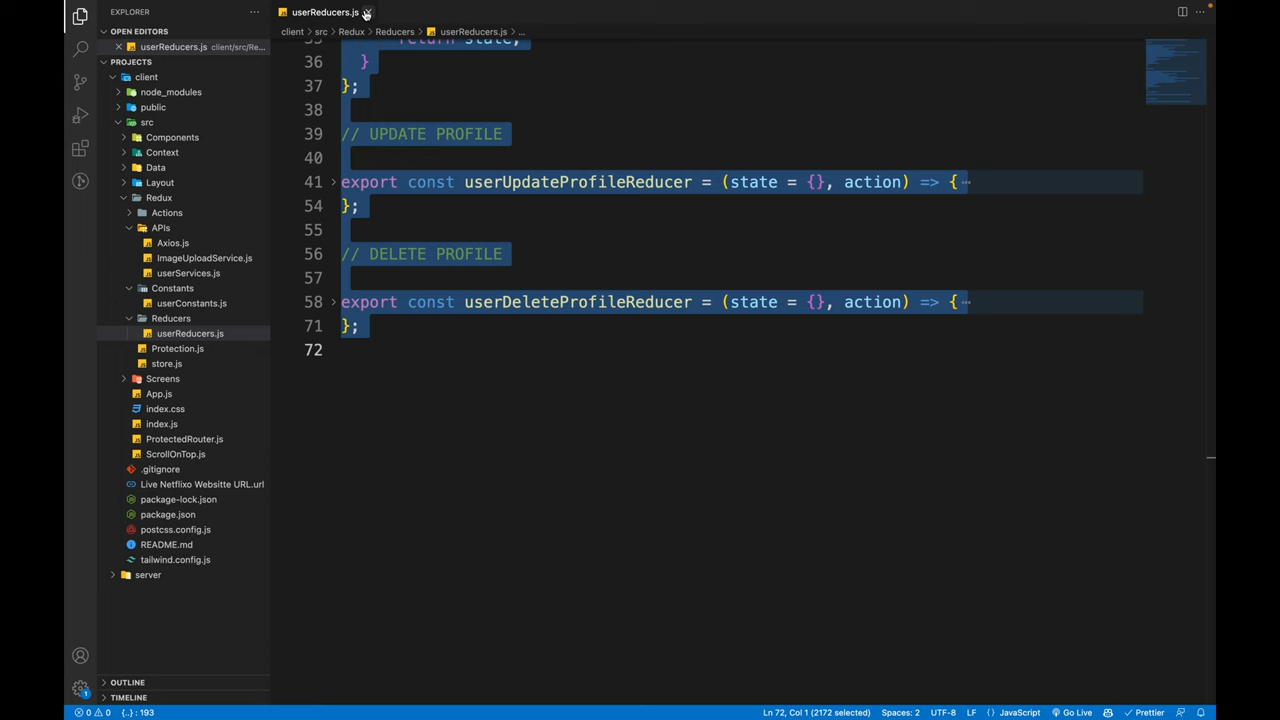 EXPLORER
userReducers.js
OPEN EDITORS
userReducers.js client/src/Re...
PROJECTS
client
node_modules
public
src
Components
Context
Data
Layout
Redux
Actions
APIs
Axios.js
ImageUploadService.js
userServices.js
Constants
userConstants.js
Reducers
userReducers.js
Protection.js
store.js
Screens
App.js
index.css
index.js
ProtectedRouter.js
ScrollOnTop.js
.gitignore
Live Netflixo Websitte URL.url
package-lock.json
package.json
postcss.config.js
README.md
tailwind.config.js
server
OUTLINE
TIMELINE
client > src > Redux > Reducers > userReducers.js > ...
35 return state;
36 }
37 };
38
39 // UPDATE PROFILE
40
41 export const userUpdateProfileReducer = (state = {}, action) => {⋯
54 };
55
56 // DELETE PROFILE
57
58 export const userDeleteProfileReducer = (state = {}, action) => {⋯
71 };
72
1
0 0 {..} : 193
Ln 72, Col 1 (2172 selected) Spaces: 2 UTF-8 LF { } JavaScript Go Live Prettier